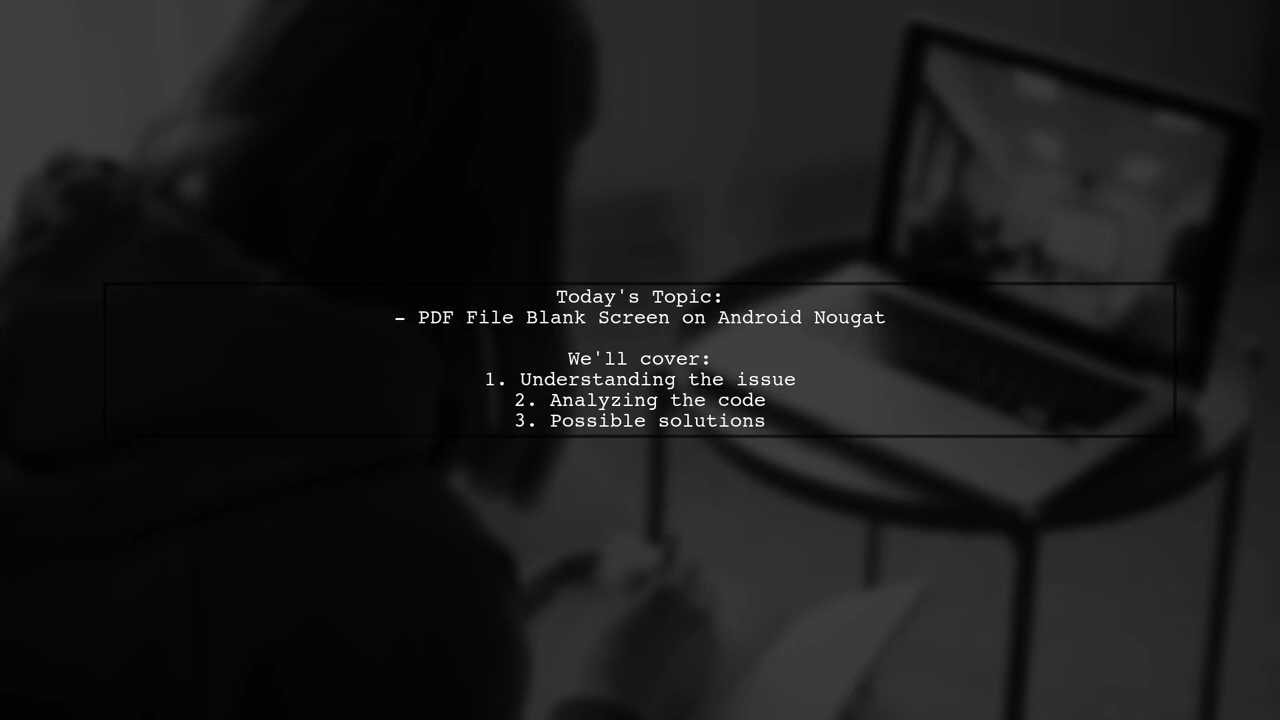 Today's Topic:
– PDF File Blank Screen on Android Nougat
We'll cover:
1. Understanding the issue
2. Analyzing the code
3. Possible solutions